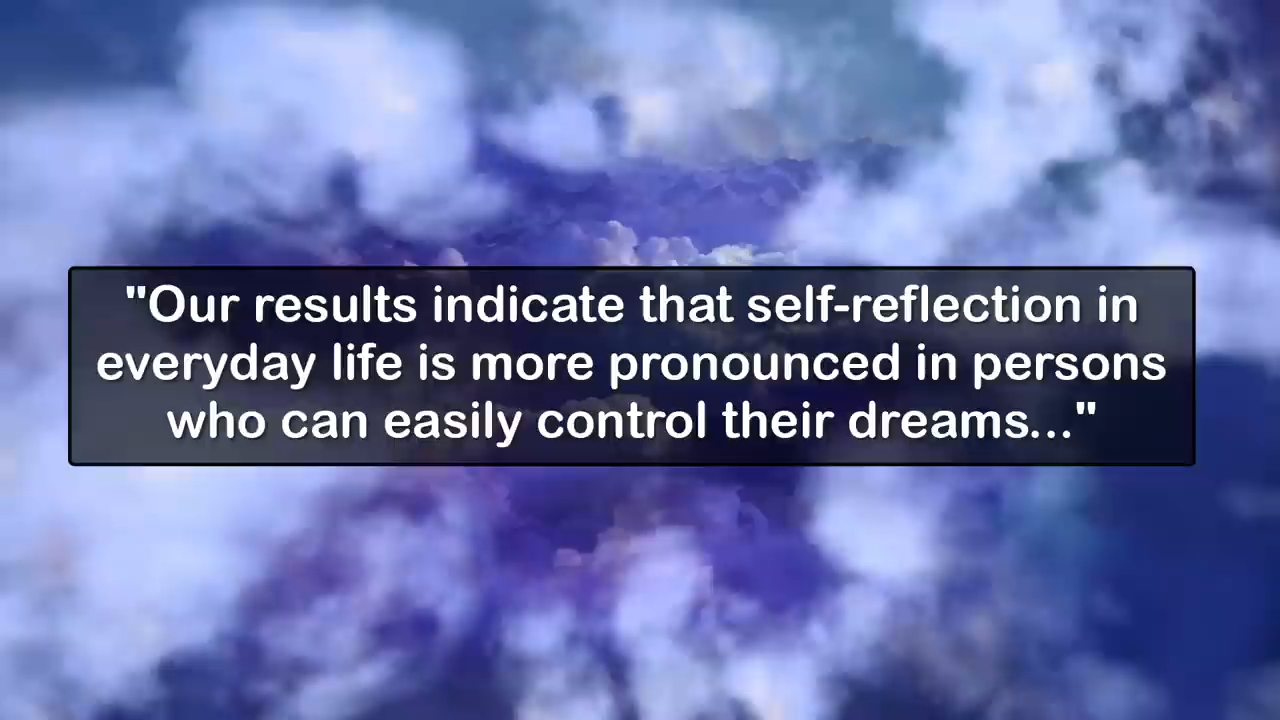 "Our results indicate that self-reflection in
everyday life is more pronounced in persons
who can easily control their dreams..."